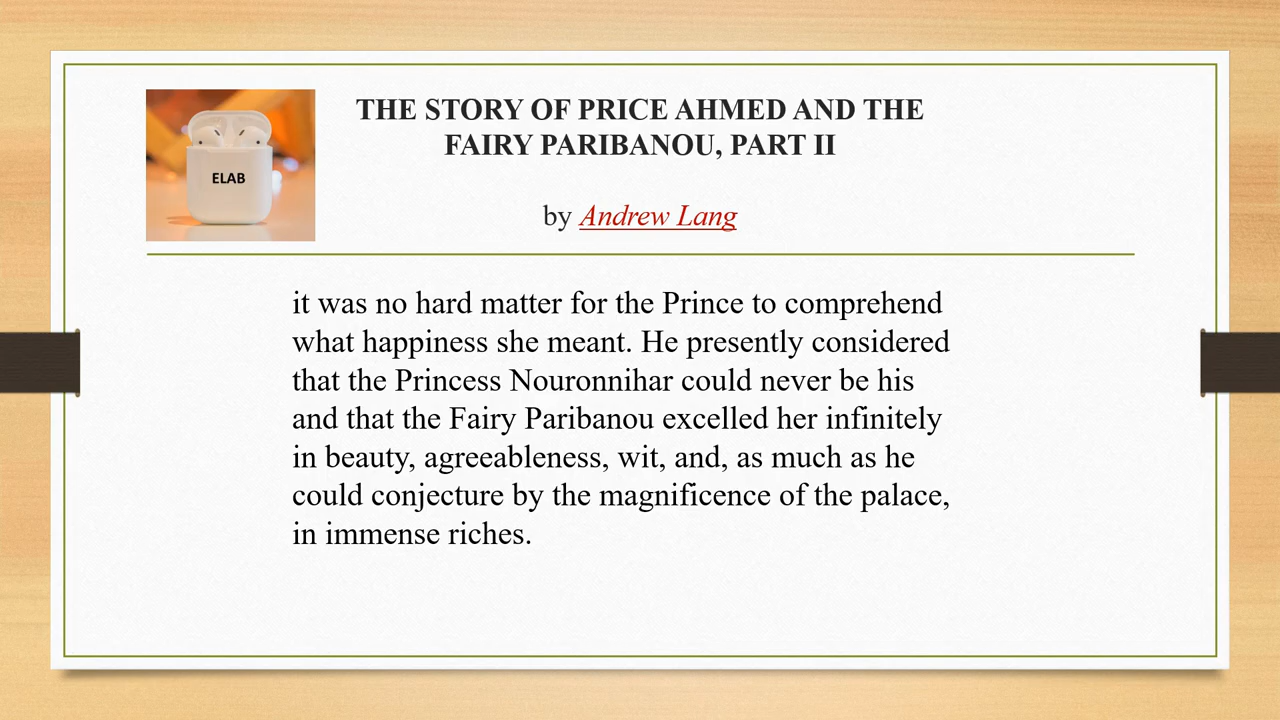 ELAB
THE STORY OF PRICE AHMED AND THE
FAIRY PARIBANOU, PART II
by Andrew Lang
it was no hard matter for the Prince to comprehend
what happiness she meant. He presently considered
that the Princess Nouronnihar could never be his
and that the Fairy Paribanou excelled her infinitely
in beauty, agreeableness, wit, and, as much as he
could conjecture by the magnificence of the palace,
in immense riches.